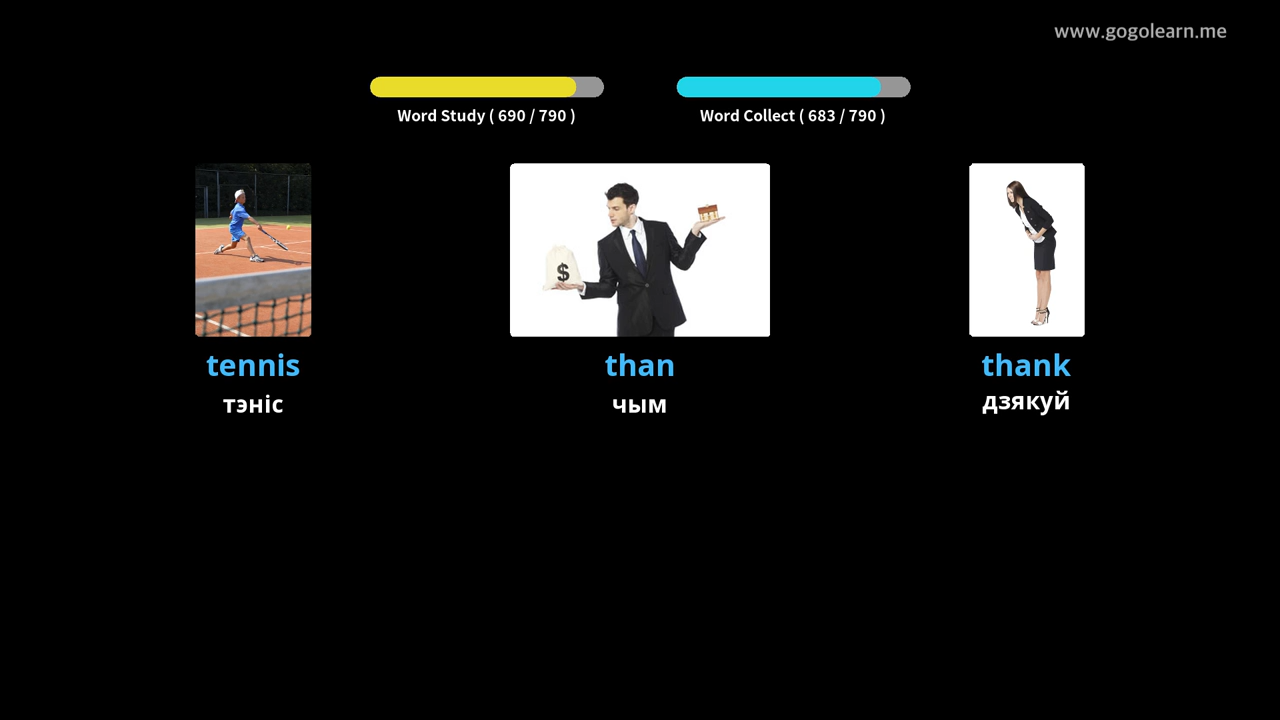 www.gogolearn.me
Word Study ( 690 / 790 )
Word Collect ( 683 / 790 )
$
tennis
than
thank
тэніс
чым
дзякуй